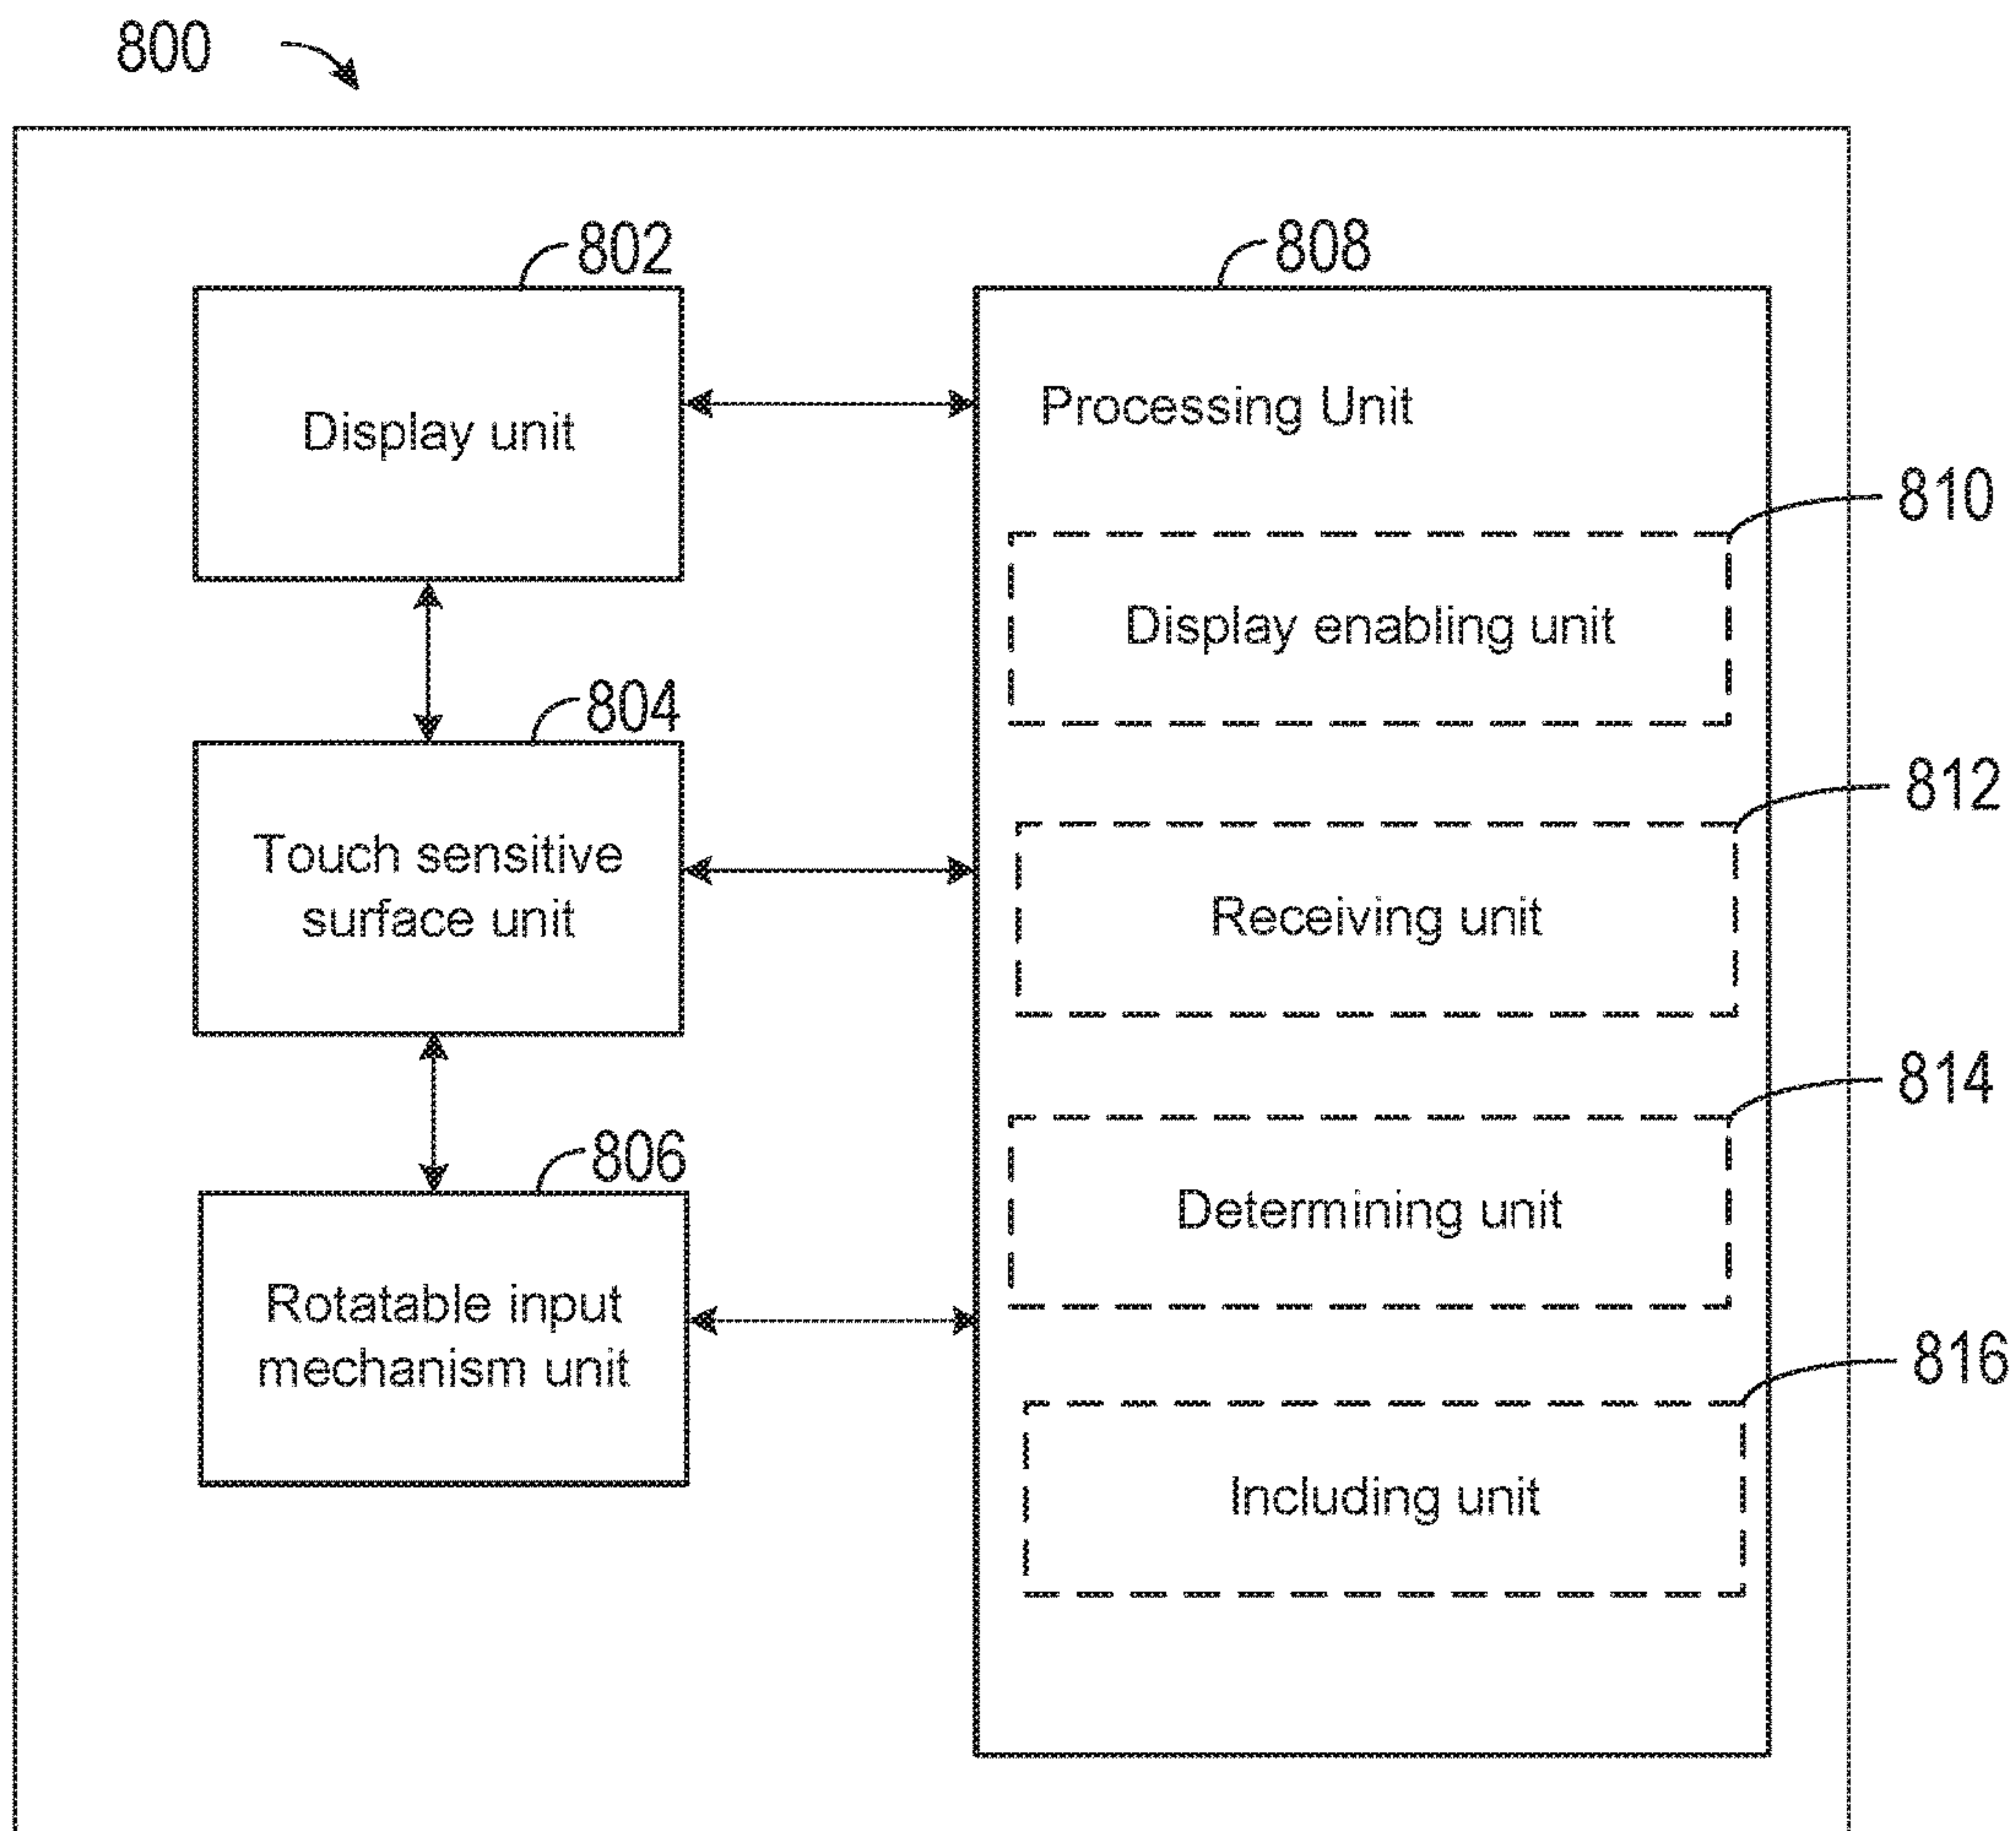 800
802
808
Display unit
Processing Unit
810
Display enabling unit
804
812
Touch sensitive
surface unit
Receiving unit
814
806
Determining unit
Rotatable input
mechanism unit
816
Including unit